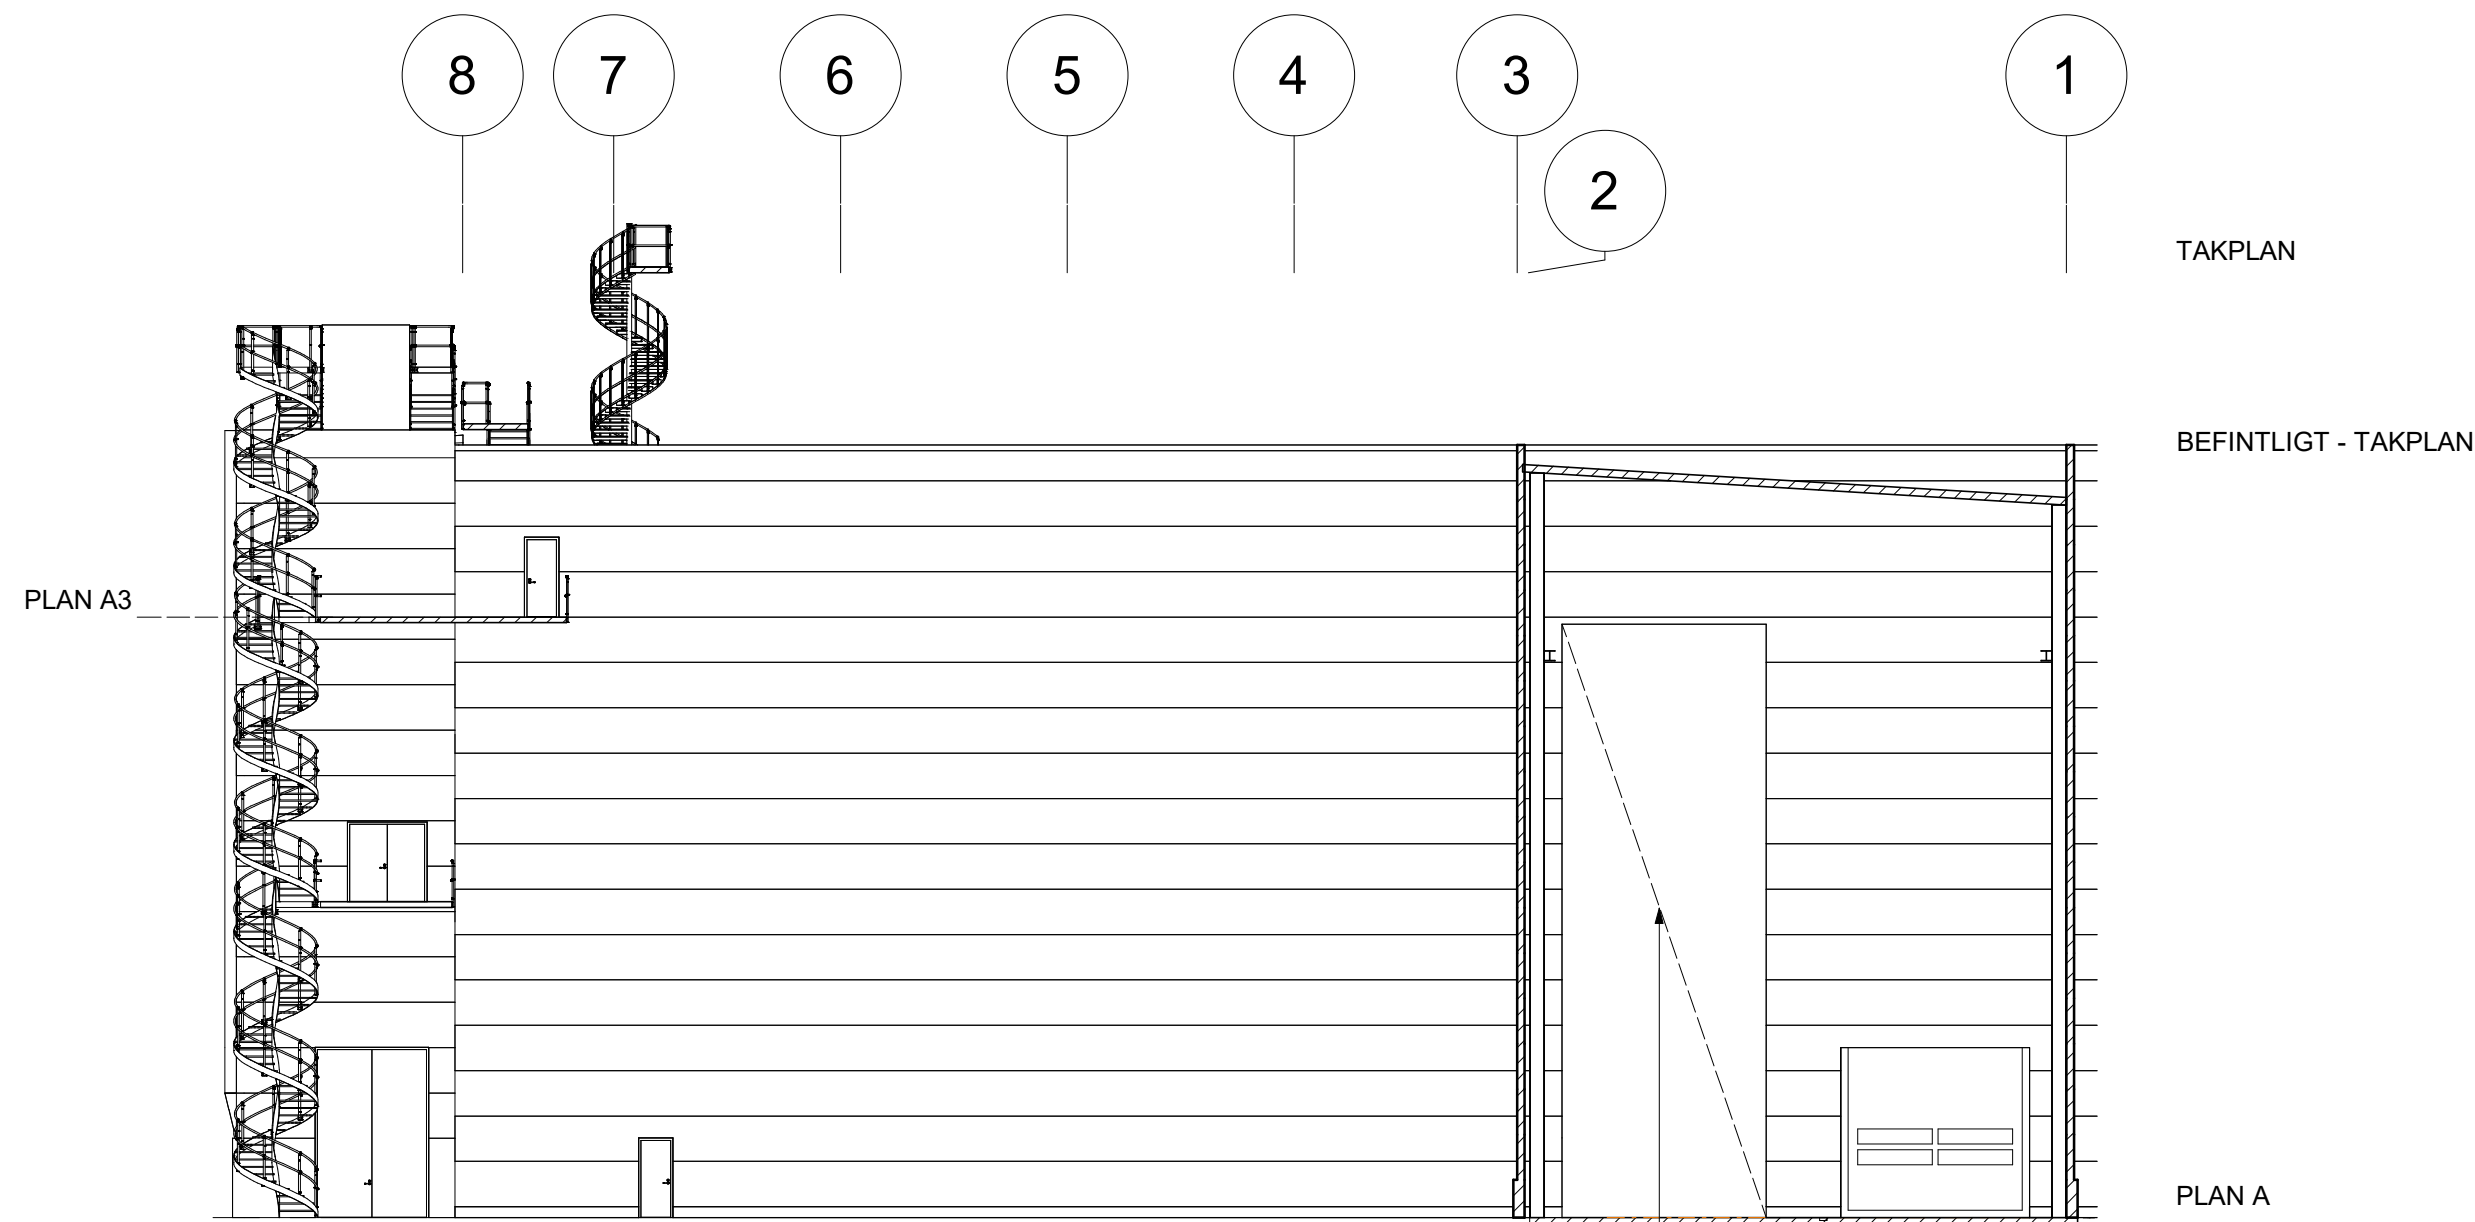 8 7 6 5 4 3 1
2
TAKPLAN
BEFINTLIGT - TAKPLAN
PLAN A3
PLAN A